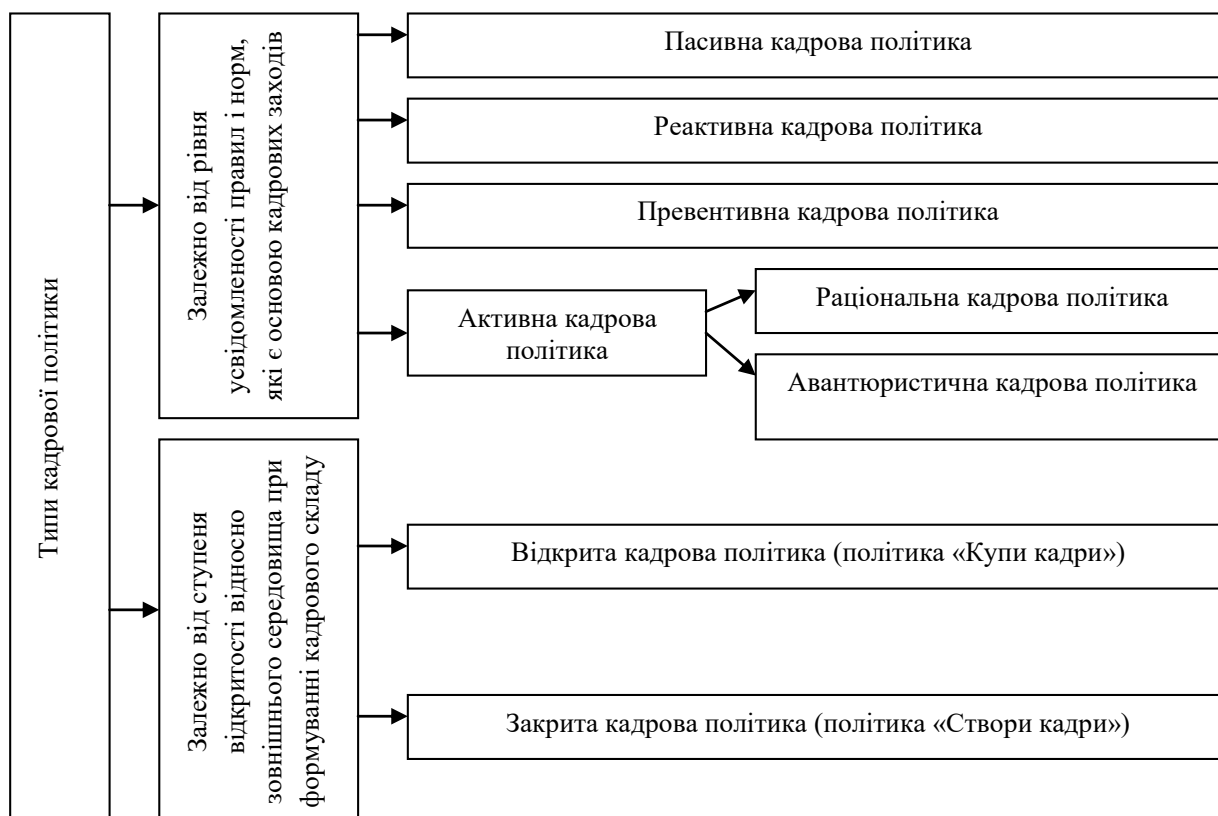 Типи кадрової політики
Залежно від рівня
усвідомленості правил і норм,
які є основою кадрових заходів
Пасивна кадрова політика
Реактивна кадрова політика
Превентивна кадрова політика
Активна кадрова
політика
Раціональна кадрова політика
Авантюристична кадрова політика
Залежно від ступеня
відкритості відносно
зовнішнього середовища при
формуванні кадрового складу
Відкрита кадрова політика (політика «Купи кадри»)
Закрита кадрова політика (політика «Створи кадри»)